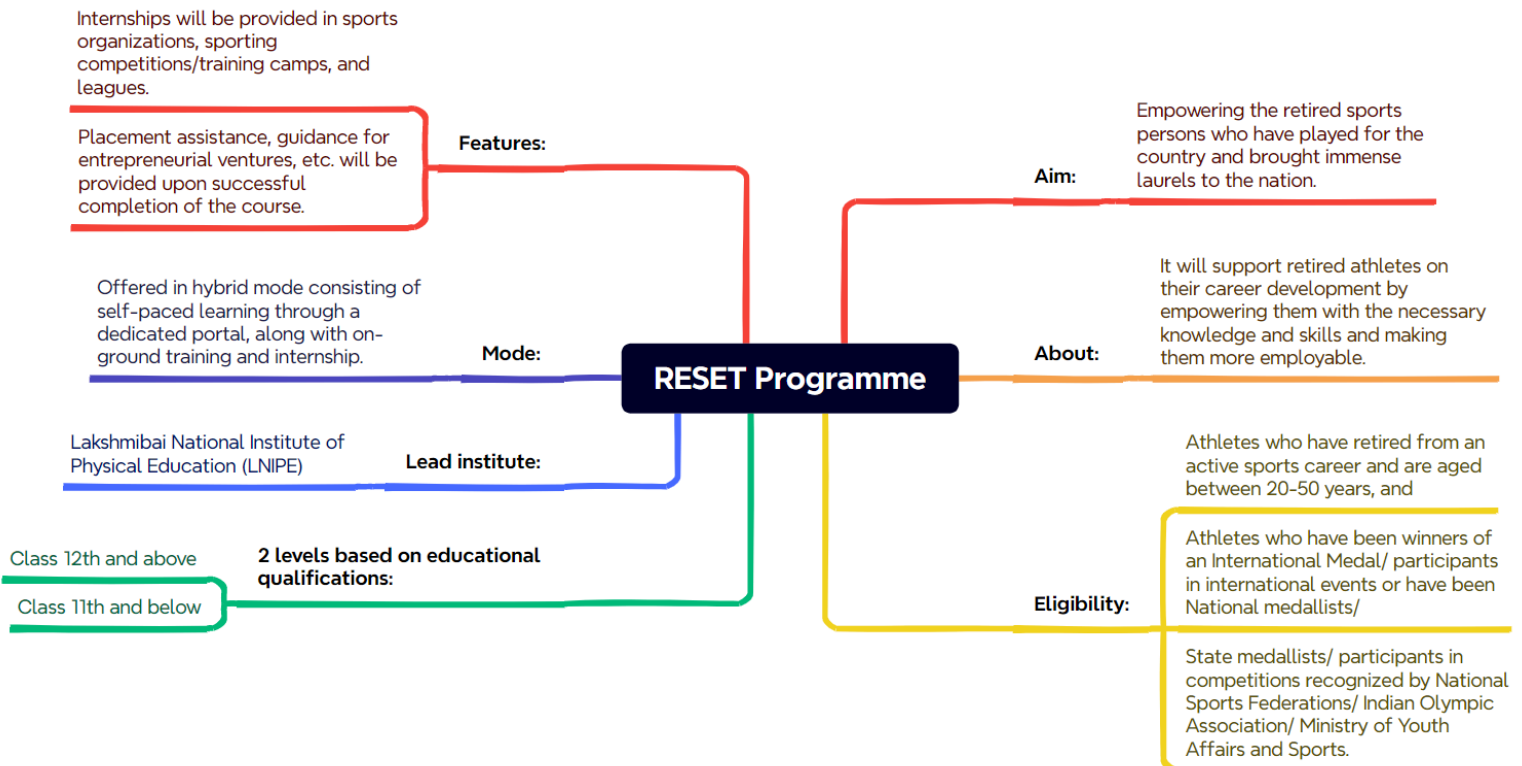 RESET Programme
Aim:
Empowering the retired sports
persons who have played for the
country and brought immense
laurels to the nation.
About:
It will support retired athletes on
their career development by
empowering them with the necessary
knowledge and skills and making
them more employable.
Eligibility:
Athletes who have retired from an
active sports career and are aged
between 20-50 years, and
Athletes who have been winners of
an International Medal/ participants
in international events or have been
National medallists/
State medallists/ participants in
competitions recognized by National
Sports Federations/ Indian Olympic
Association/ Ministry of Youth
Affairs and Sports.
Features:
Internships will be provided in sports
organizations, sporting
competitions/training camps, and
leagues.
Placement assistance, guidance for
entrepreneurial ventures, etc. will be
provided upon successful
completion of the course.
Mode:
Offered in hybrid mode consisting of
self-paced learning through a
dedicated portal, along with on-
ground training and internship.
Lead institute:
Lakshmibai National Institute of
Physical Education (LNIPE)
2 levels based on educational
qualifications:
Class 12th and above
Class 11th and below